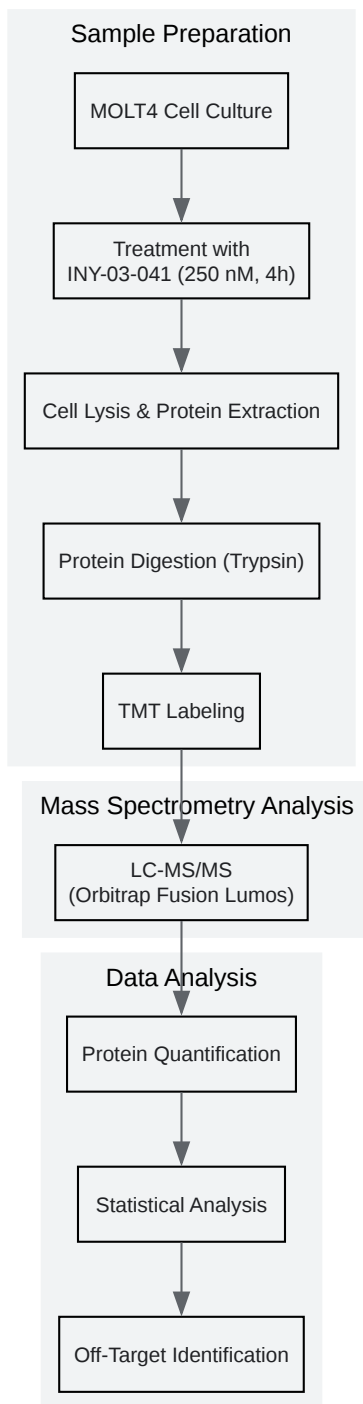 Sample Preparation
MOLT4 Cell Culture
Treatment with
INY-03-041 (250 nM, 4h)
Cell Lysis & Protein Extraction
Protein Digestion (Trypsin)
TMT Labeling
Mass Spectrometry Analysis
LC-MS/MS
(Orbitrap Fusion Lumos)
Data Analysis
Protein Quantification
Statistical Analysis
Off-Target Identification